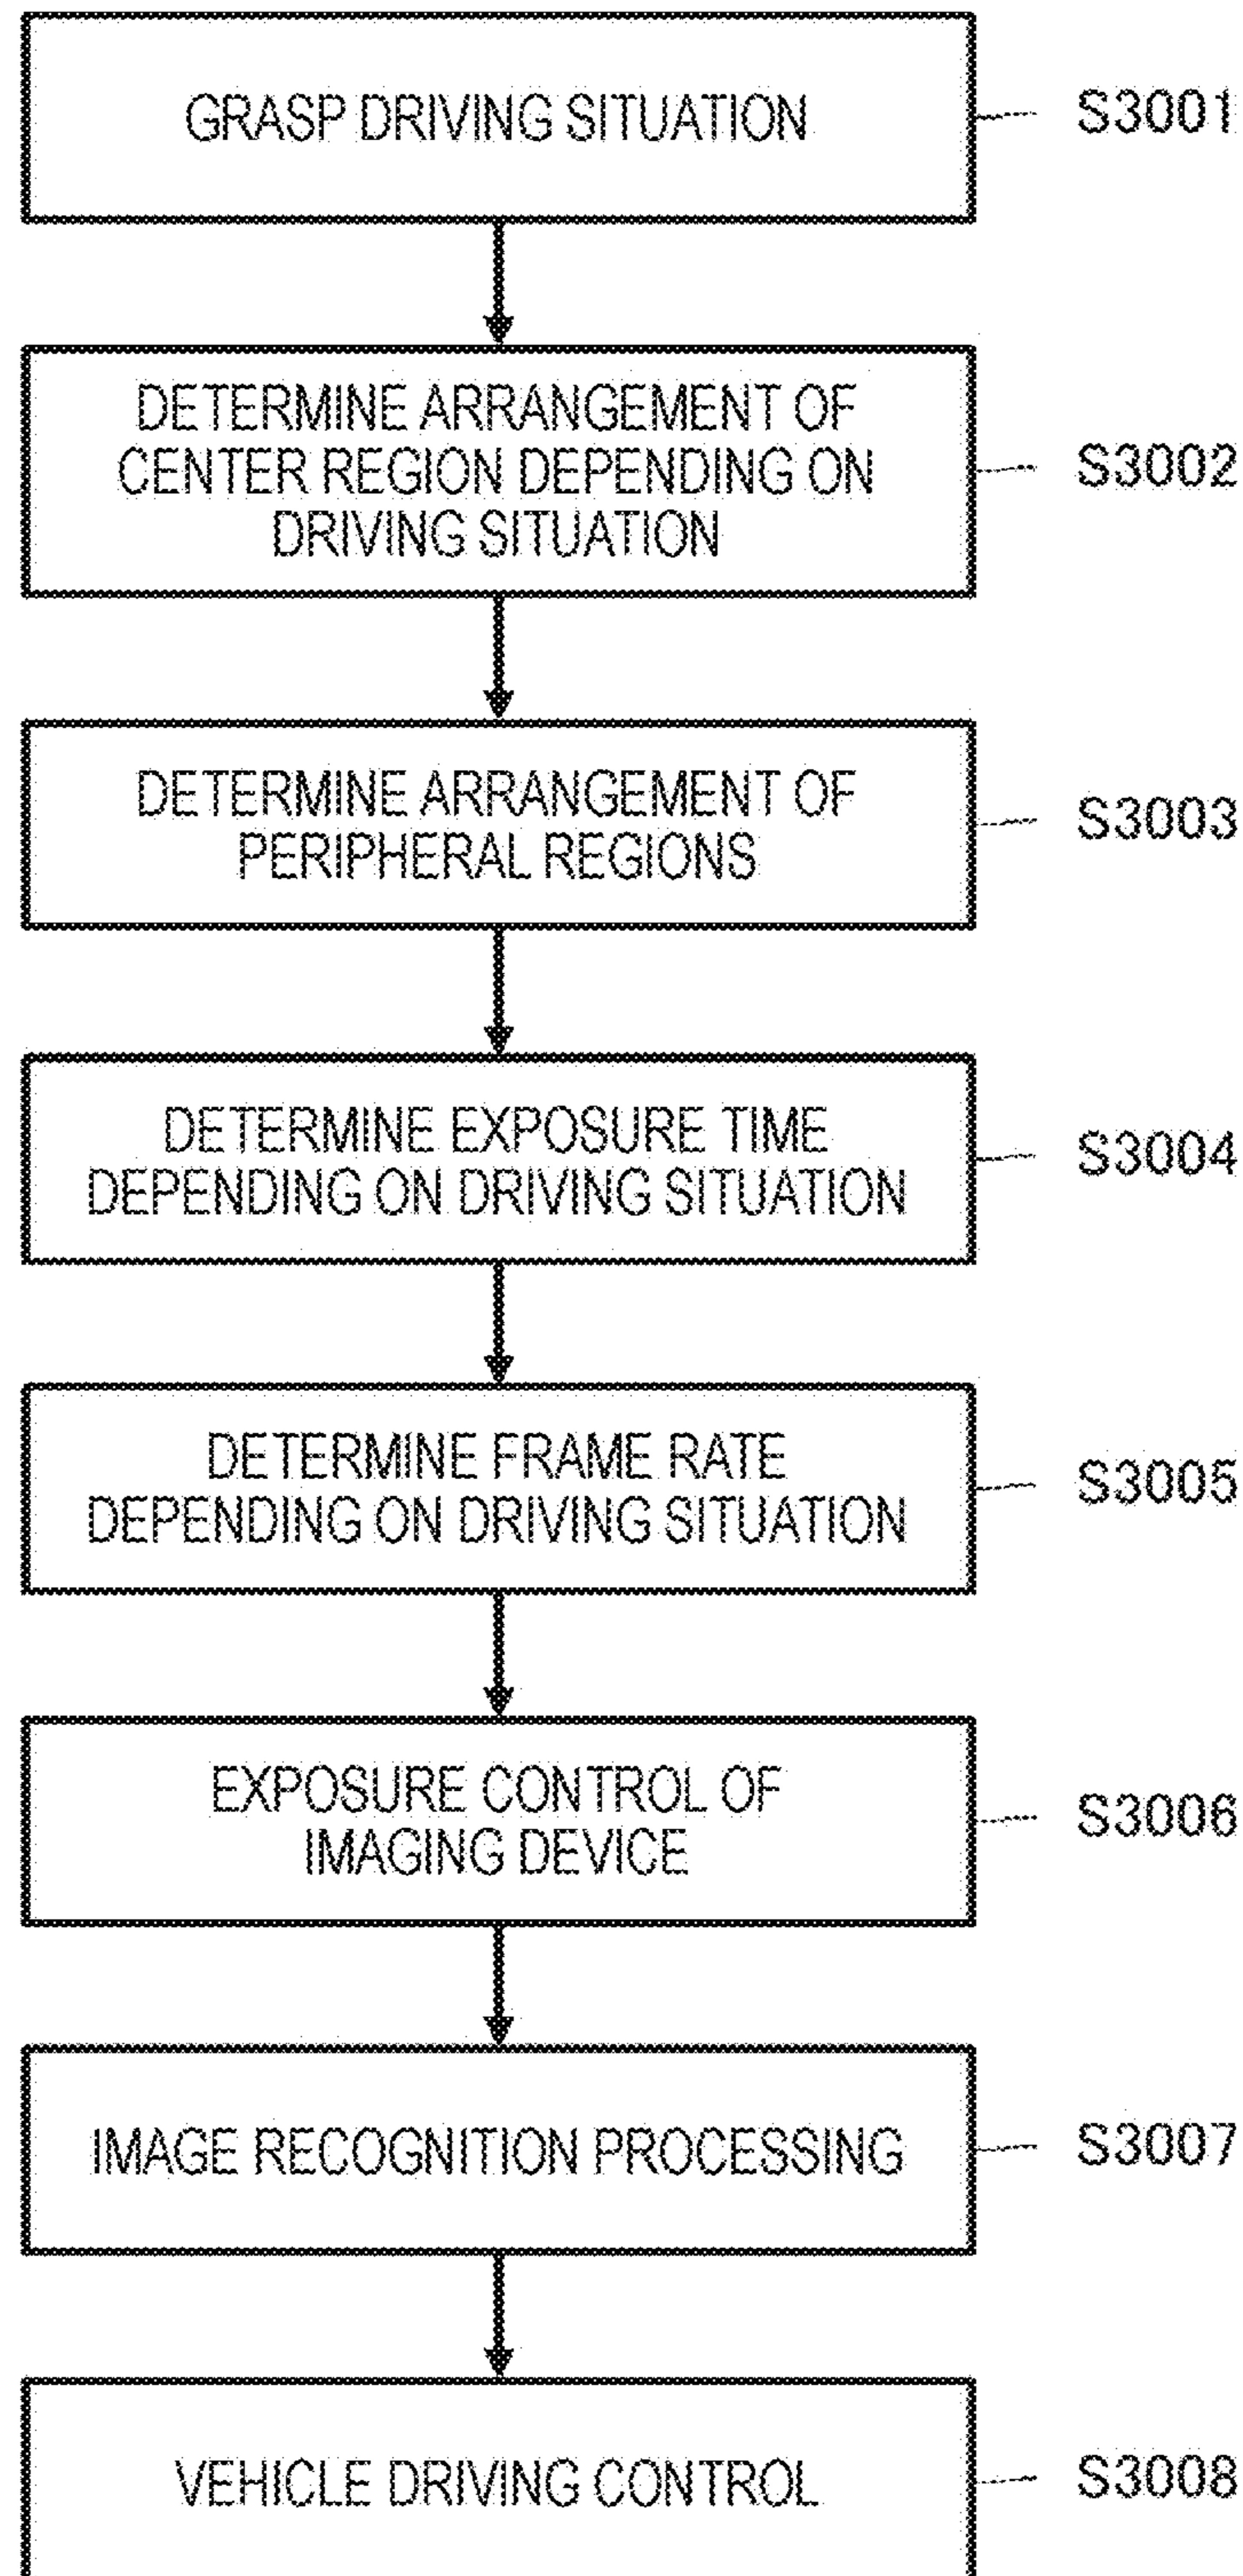 GRASP DRIVING SITUATION
S3001
DETERMINE ARRANGEMENT OF
CENTER REGION DEPENDING ON
DRIVING SITUATION
S3002
DETERMINE ARRANGEMENT OF
PERIPHERAL REGIONS
S3003
DETERMINE EXPOSURE TIME
DEPENDING ON DRIVING SITUATION
S3004
DETERMINE FRAME RATE
DEPENDING ON DRIVING SITUATION
S3005
EXPOSURE CONTROL OF
IMAGING DEVICE
S3006
IMAGE RECOGNITION PROCESSING
S3007
VEHICLE DRIVING CONTROL
S3008